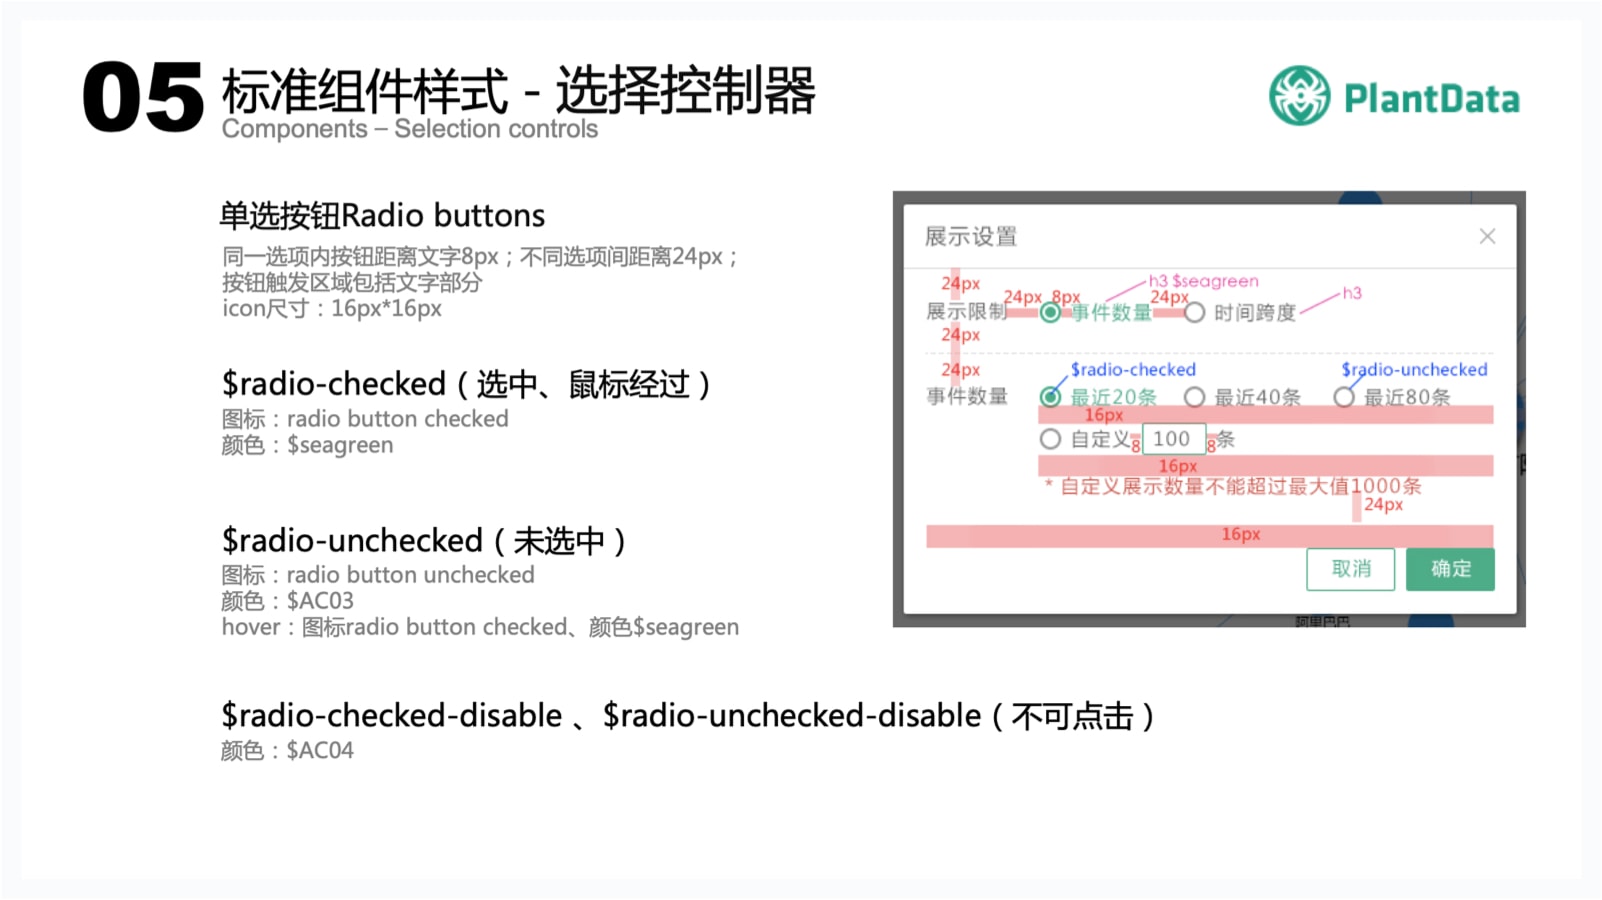 05 标准组件样式 - 选择控制器
Components – Selection controls
PlantData
单选按钮Radio buttons
同一选项内按钮距离文字8px；不同选项间距离24px；
按钮触发区域包括文字部分
icon尺寸：16px*16px
$radio-checked（选中、鼠标经过）
图标：radio button checked
颜色：$seagreen
$radio-unchecked（未选中）
图标：radio button unchecked
颜色：$AC03
hover：图标radio button checked、颜色$seagreen
$radio-checked-disable 、$radio-unchecked-disable（不可点击）
颜色：$AC04
展示设置
24px
h3 $seagreen
24px 8px
24px
h3
展示限制
事件数量
时间跨度
24px
24px
$radio-checked
$radio-unchecked
事件数量
最近20条
最近40条
最近80条
16px
自定义
8
100
8
条
16px
* 自定义展示数量不能超过最大值1000条
24px
16px
取消
确定
阿里巴巴